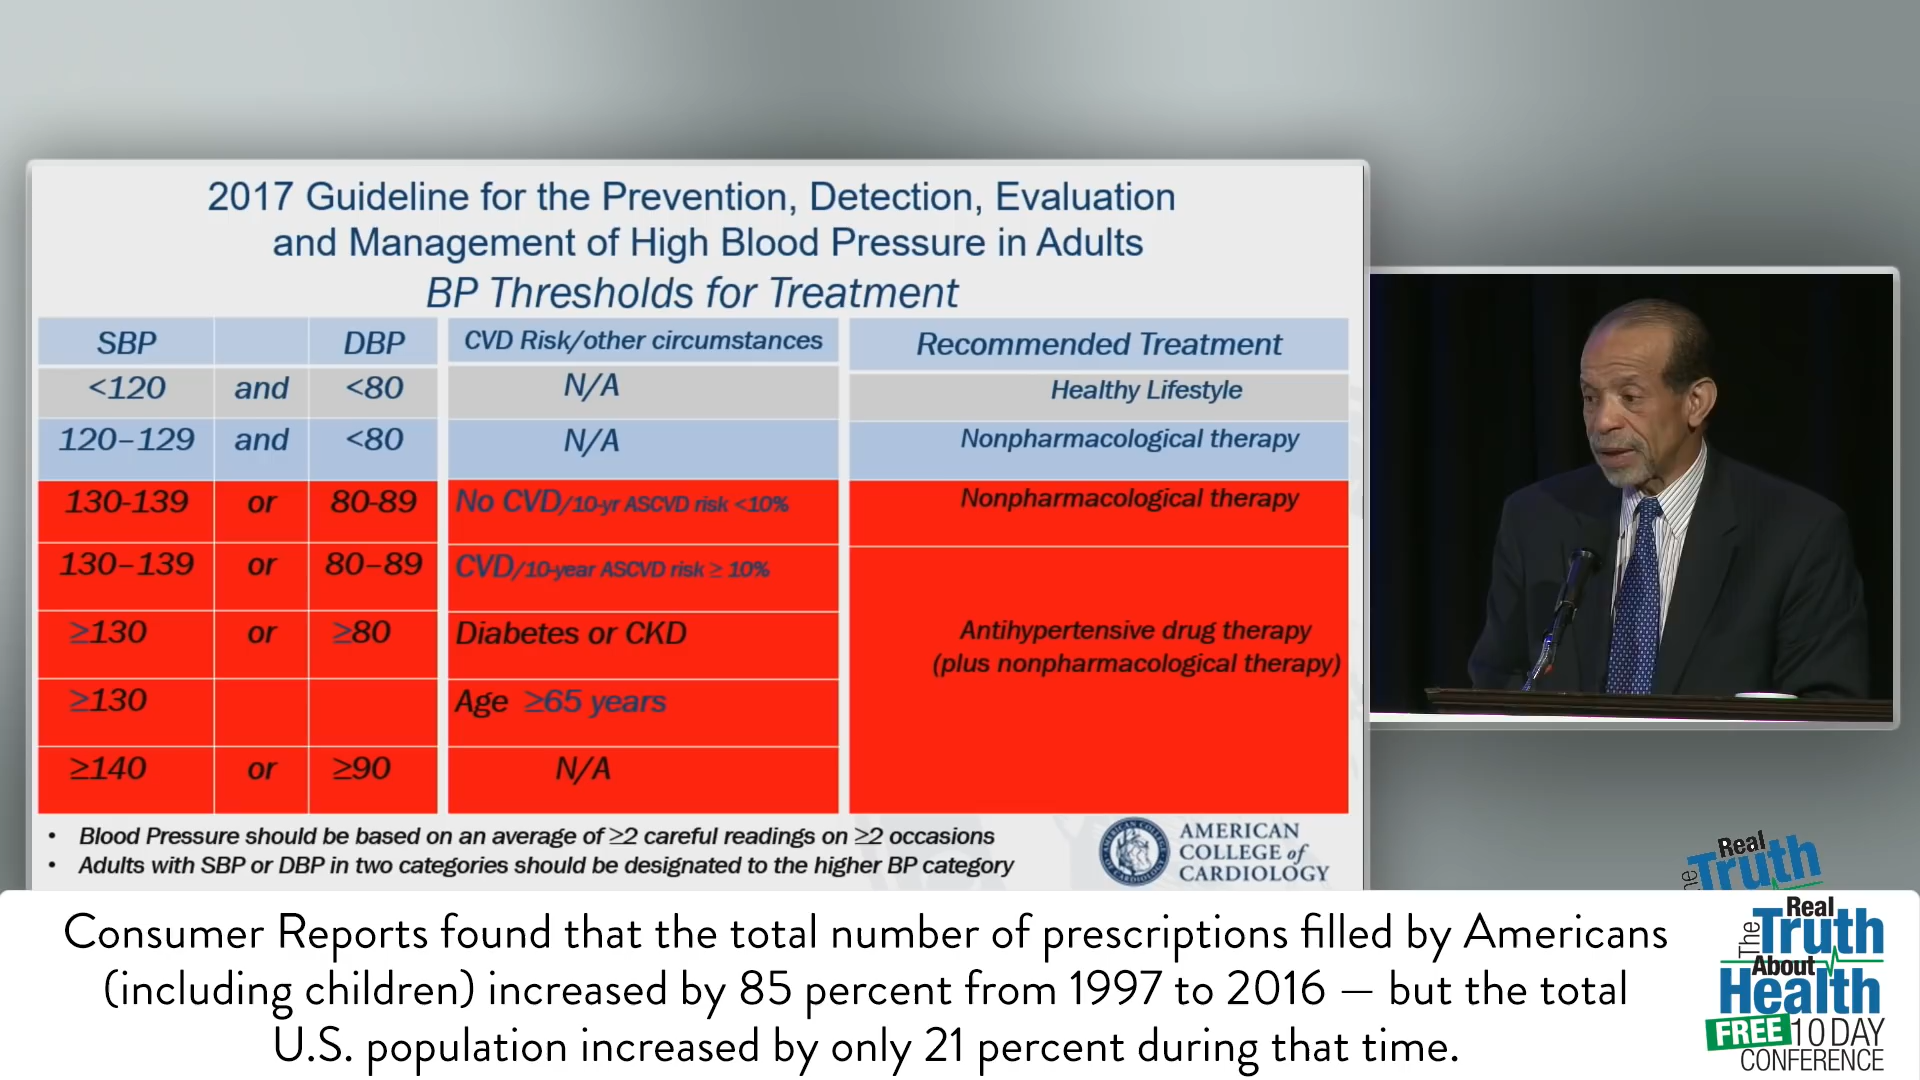 2017 Guideline for the Prevention, Detection, Evaluation
and Management of High Blood Pressure in Adults
BP Thresholds for Treatment
SBP DBP CVD Risk/other circumstances Recommended Treatment
<120 and <80 N/A Healthy Lifestyle
120–129 and <80 N/A Nonpharmacological therapy
130-139 or 80-89 No CVD/10-yr ASCVD risk <10% Nonpharmacological therapy
130–139 or 80–89 CVD/10-year ASCVD risk ≥ 10%
≥130 or ≥80 Diabetes or CKD Antihypertensive drug therapy
(plus nonpharmacological therapy)
≥130 Age ≥65 years
≥140 or ≥90 N/A
• Blood Pressure should be based on an average of ≥2 careful readings on ≥2 occasions
• Adults with SBP or DBP in two categories should be designated to the higher BP category
AMERICAN
COLLEGE of
CARDIOLOGY
Real
Truth
Consumer Reports found that the total number of prescriptions filled by Americans
(including children) increased by 85 percent from 1997 to 2016 – but the total
U.S. population increased by only 21 percent during that time.
The Real
Truth
About
Health
FREE 10 DAY
CONFERENCE